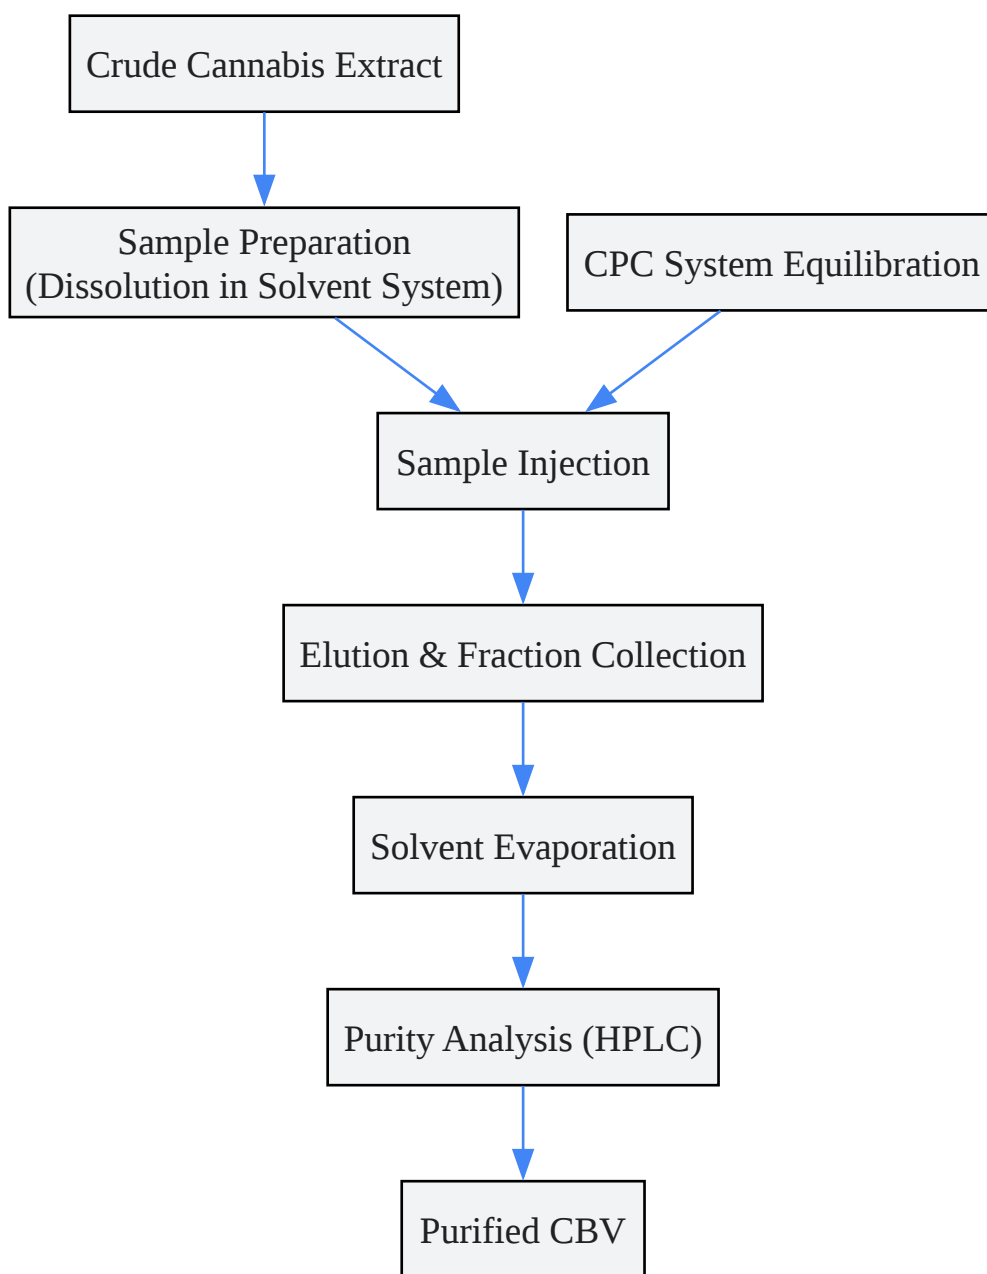 Crude Cannabis Extract
Sample Preparation
(Dissolution in Solvent System)
CPC System Equilibration
Sample Injection
Elution & Fraction Collection
Solvent Evaporation
Purity Analysis (HPLC)
Purified CBV